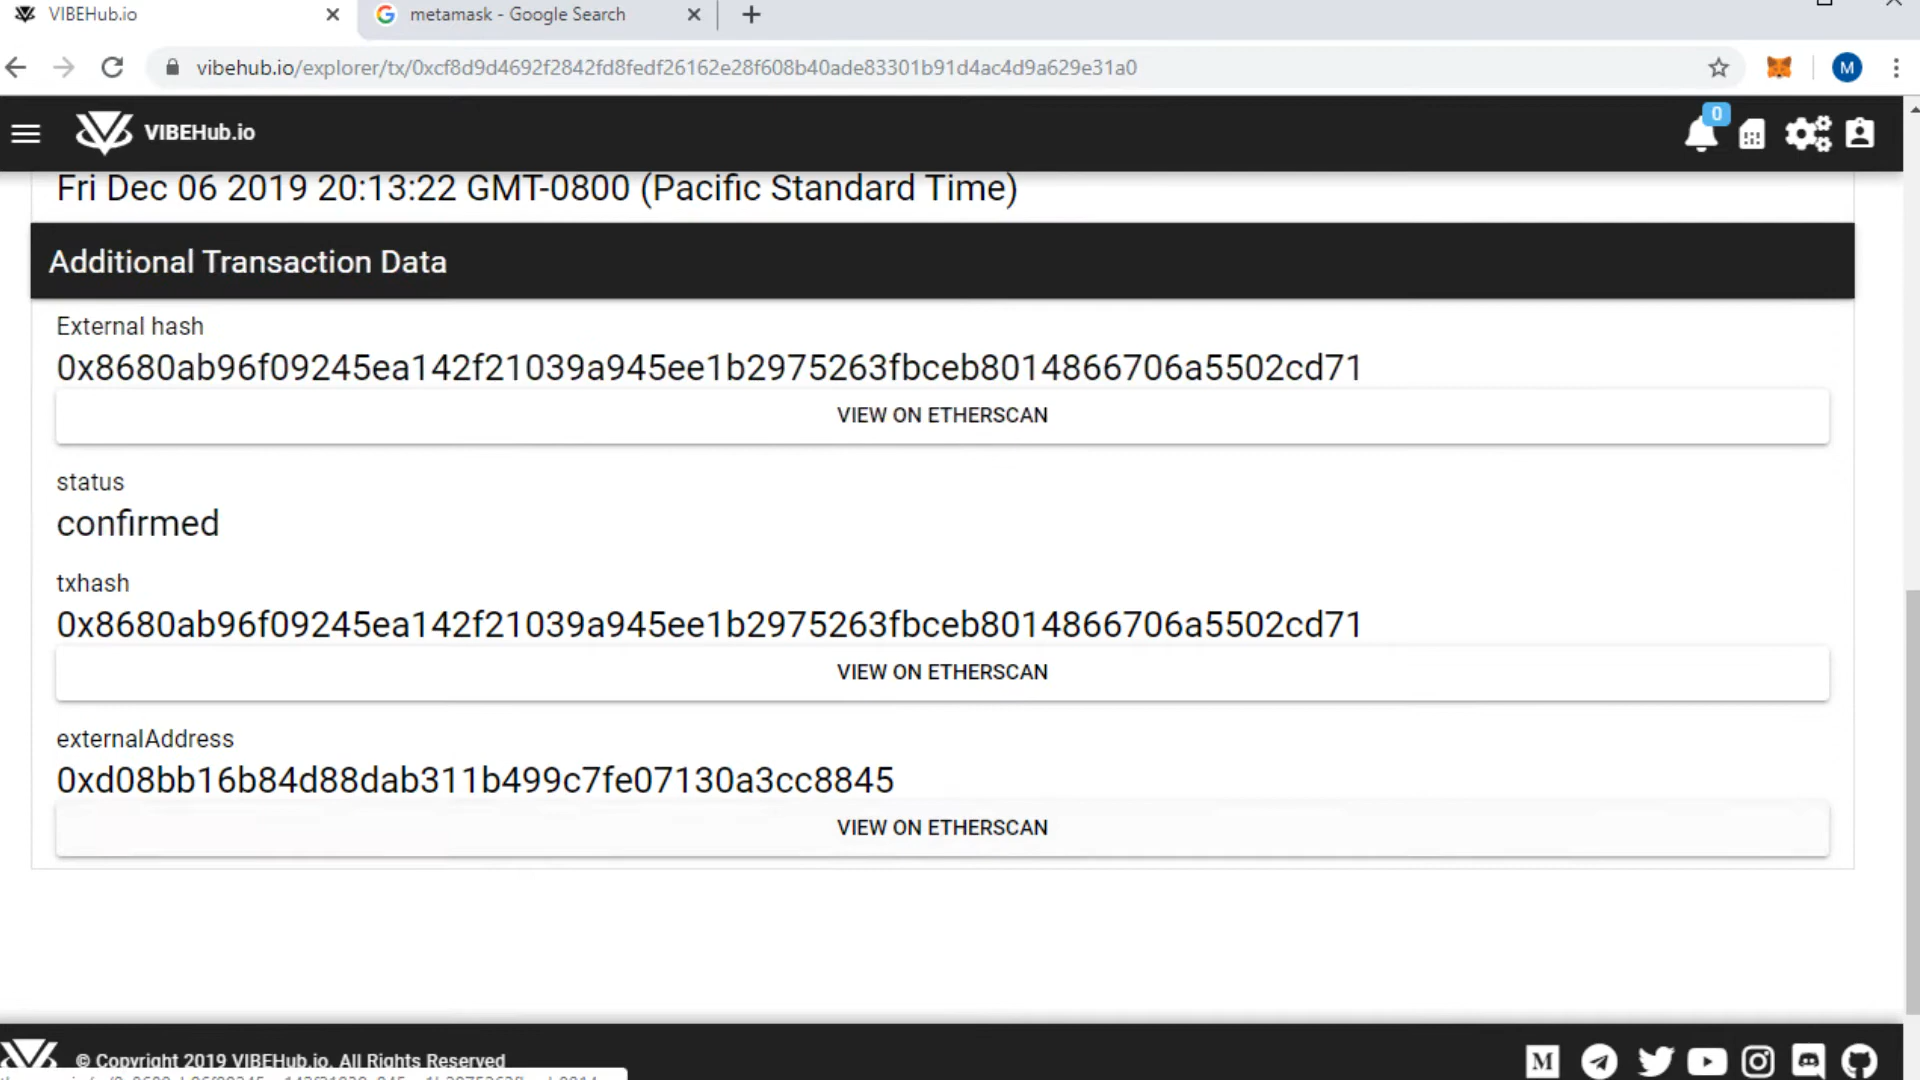 VIBEHub.io
metamask - Google Search
vibehub.io/explorer/tx/0xcf8d9d4692f2842fd8fedf26162e28f608b40ade83301b91d4ac4d9a629e31a0
M
VIBEHub.io
0
Fri Dec 06 2019 20:13:22 GMT-0800 (Pacific Standard Time)
Additional Transaction Data
External hash
0x8680ab96f09245ea142f21039a945ee1b2975263fbceb8014866706a5502cd71
VIEW ON ETHERSCAN
status
confirmed
txhash
0x8680ab96f09245ea142f21039a945ee1b2975263fbceb8014866706a5502cd71
VIEW ON ETHERSCAN
externalAddress
0xd08bb16b84d88dab311b499c7fe07130a3cc8845
VIEW ON ETHERSCAN
© Copyright 2019 VIBEHub.io. All Rights Reserved